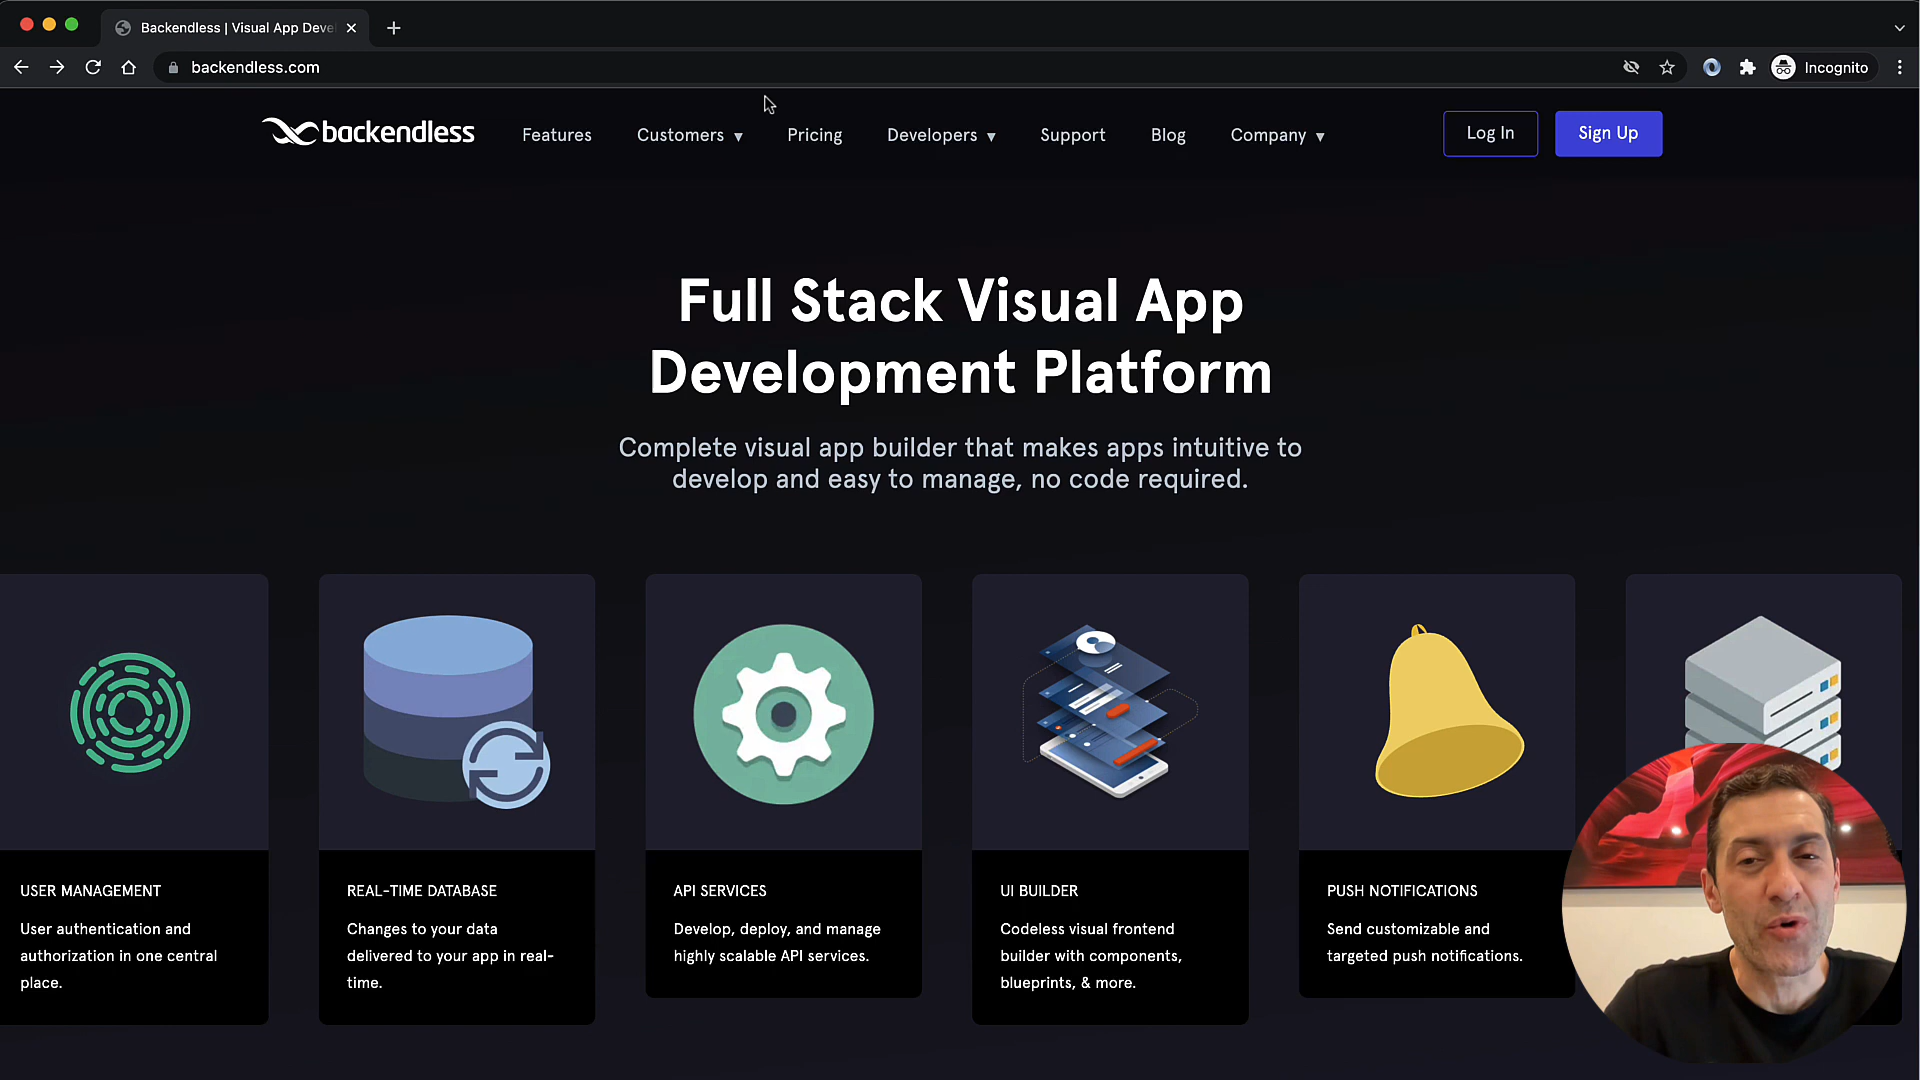 Backendless | Visual App Deve
backendless.com
Incognito
backendless
Features
Customers
Pricing
Developers
Support
Blog
Company
Log In
Sign Up
Full Stack Visual App
Development Platform
Complete visual app builder that makes apps intuitive to
develop and easy to manage, no code required.
USER MANAGEMENT
User authentication and
authorization in one central
place.
REAL-TIME DATABASE
Changes to your data
delivered to your app in real-
time.
API SERVICES
Develop, deploy, and manage
highly scalable API services.
UI BUILDER
Codeless visual frontend
builder with components,
blueprints, & more.
PUSH NOTIFICATIONS
Send customizable and
targeted push notifications.